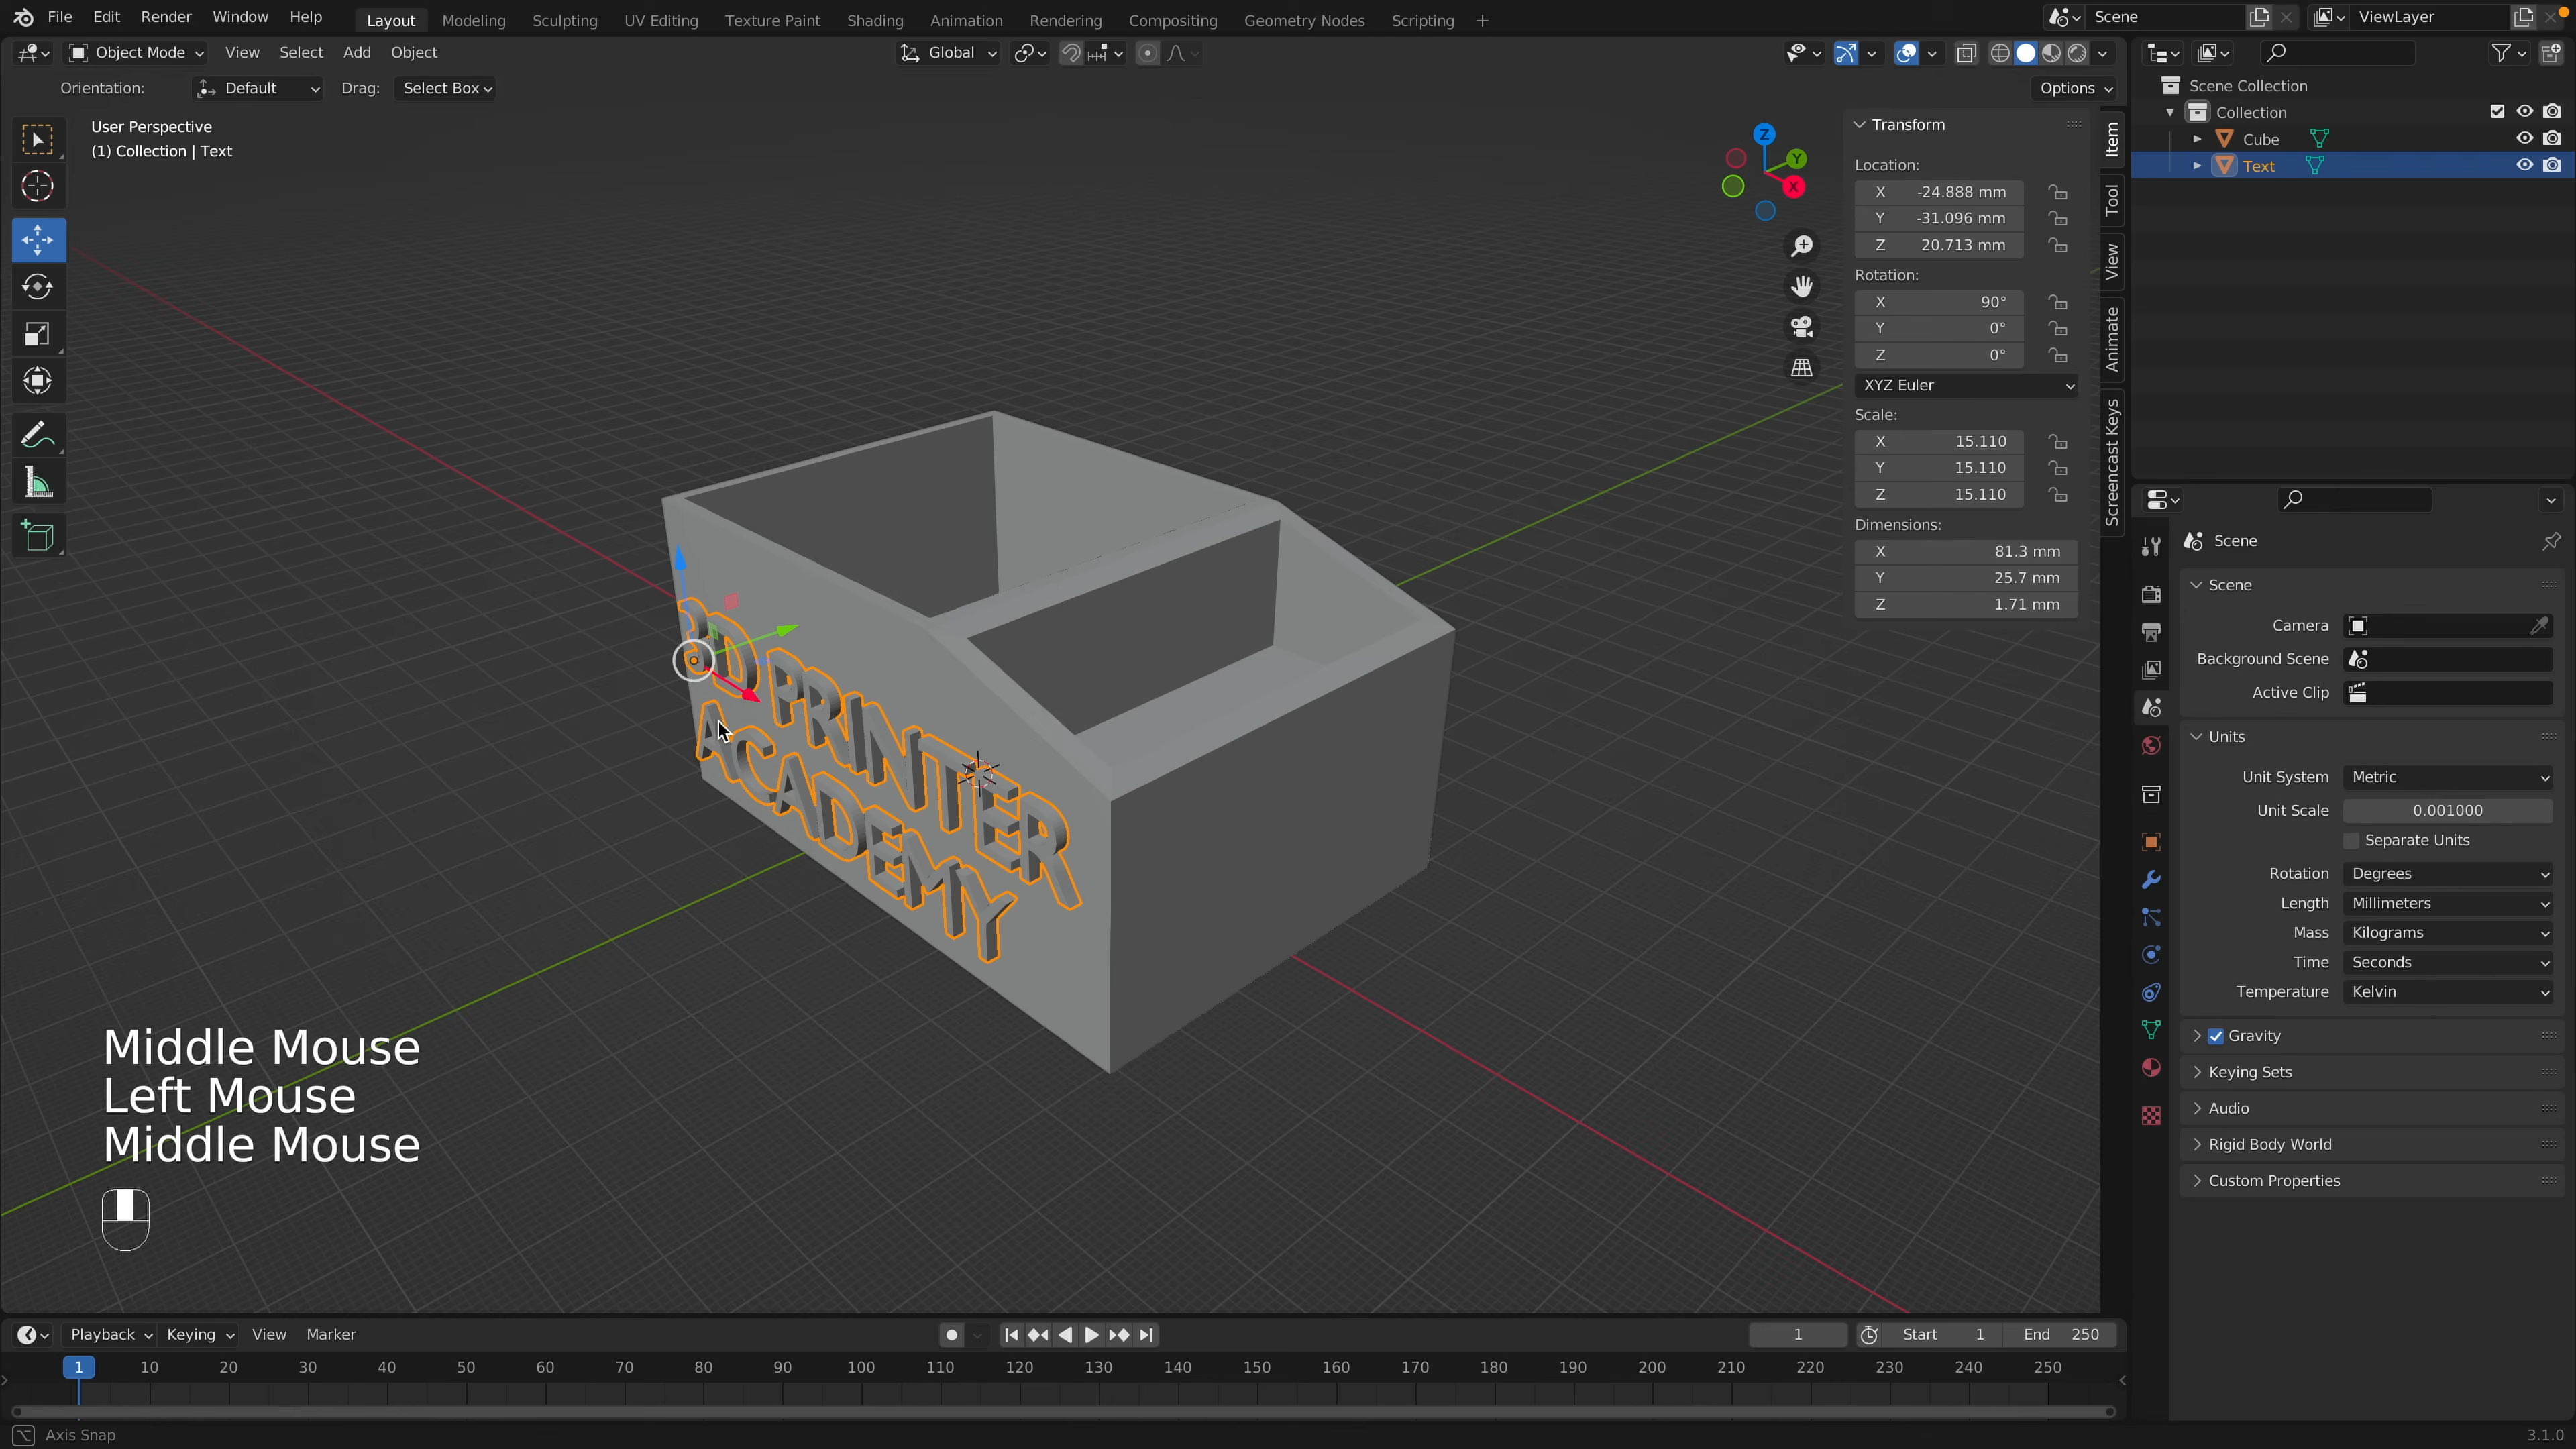 File Edit Render Window Help Layout Modeling Sculpting UV Editing Texture Paint Shading Animation Rendering Compositing Geometry Nodes Scripting + Scene ViewLayer
Object Mode View Select Add Object Global
Orientation: Default Drag: Select Box Options
User Perspective
(1) Collection | Text
Z
Y
X
Transform
Location:
X -24.888 mm
Y -31.096 mm
Z 20.713 mm
Rotation:
X 90°
Y 0°
Z 0°
XYZ Euler
Scale:
X 15.110
Y 15.110
Z 15.110
Dimensions:
X 81.3 mm
Y 25.7 mm
Z 1.71 mm
Item
Tool
View
Animate
Screencast Keys
Scene Collection
Collection
Cube
Text
Scene
Scene
Camera
Background Scene
Active Clip
Units
Unit System Metric
Unit Scale 0.001000
Separate Units
Rotation Degrees
Length Millimeters
Mass Kilograms
Time Seconds
Temperature Kelvin
Gravity
Keying Sets
Audio
Rigid Body World
Custom Properties
3D PRINTER
ACADEMY
Middle Mouse
Left Mouse
Middle Mouse
Playback Keying View Marker 1 Start 1 End 250
1 10 20 30 40 50 60 70 80 90 100 110 120 130 140 150 160 170 180 190 200 210 220 230 240 250
Axis Snap 3.1.0